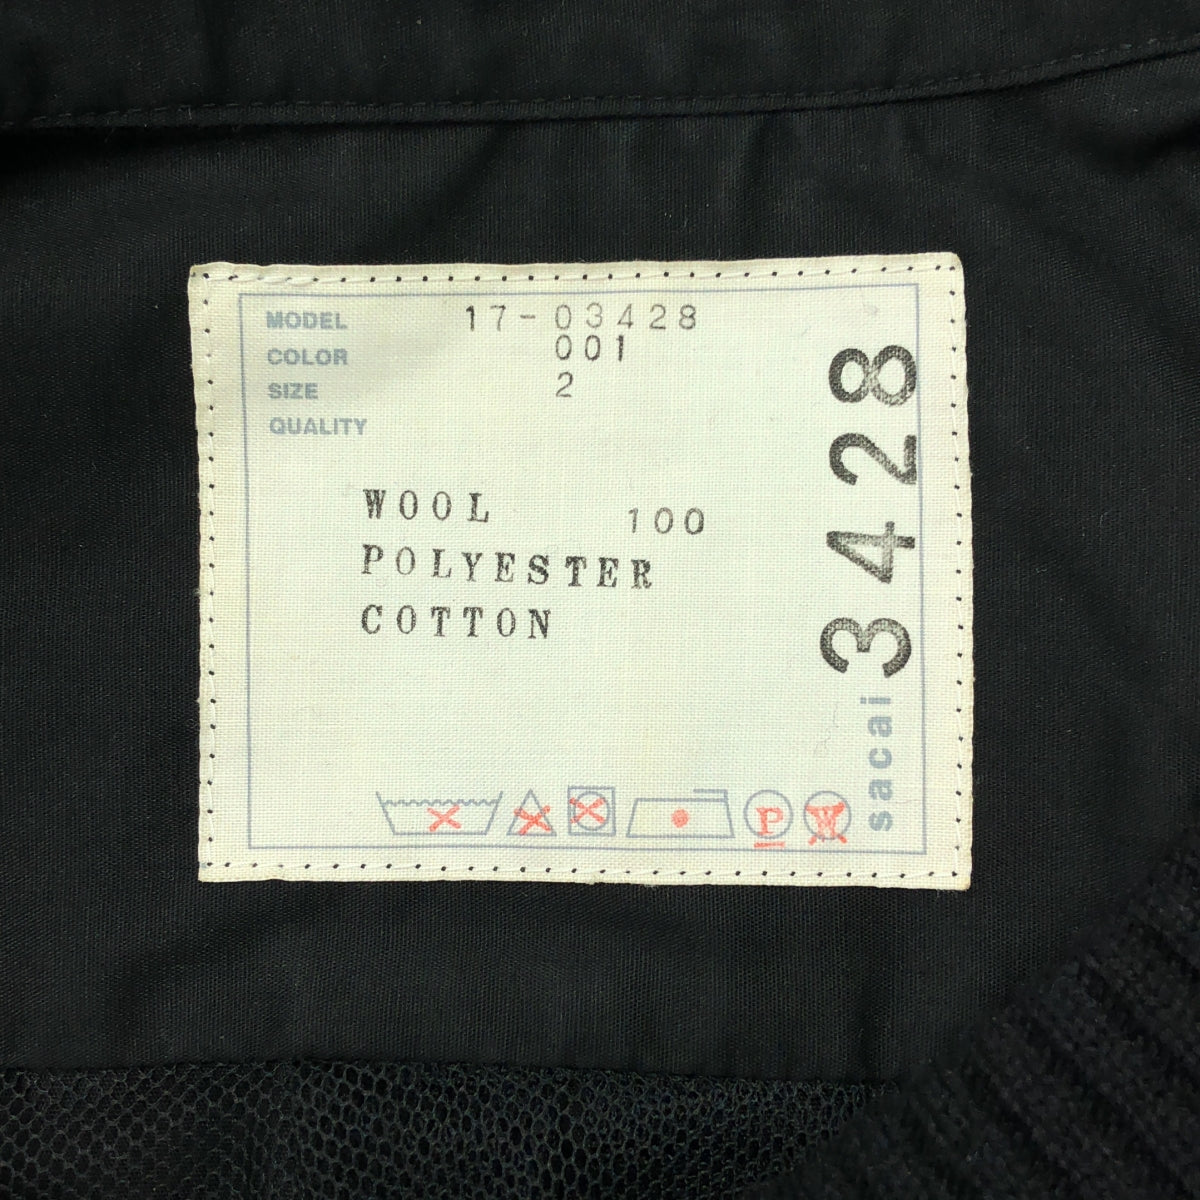 MODEL 17-03428
COLOR 001
SIZE 2
QUALITY
WOOL 100
POLYESTER
COTTON
P W
sacai 3428